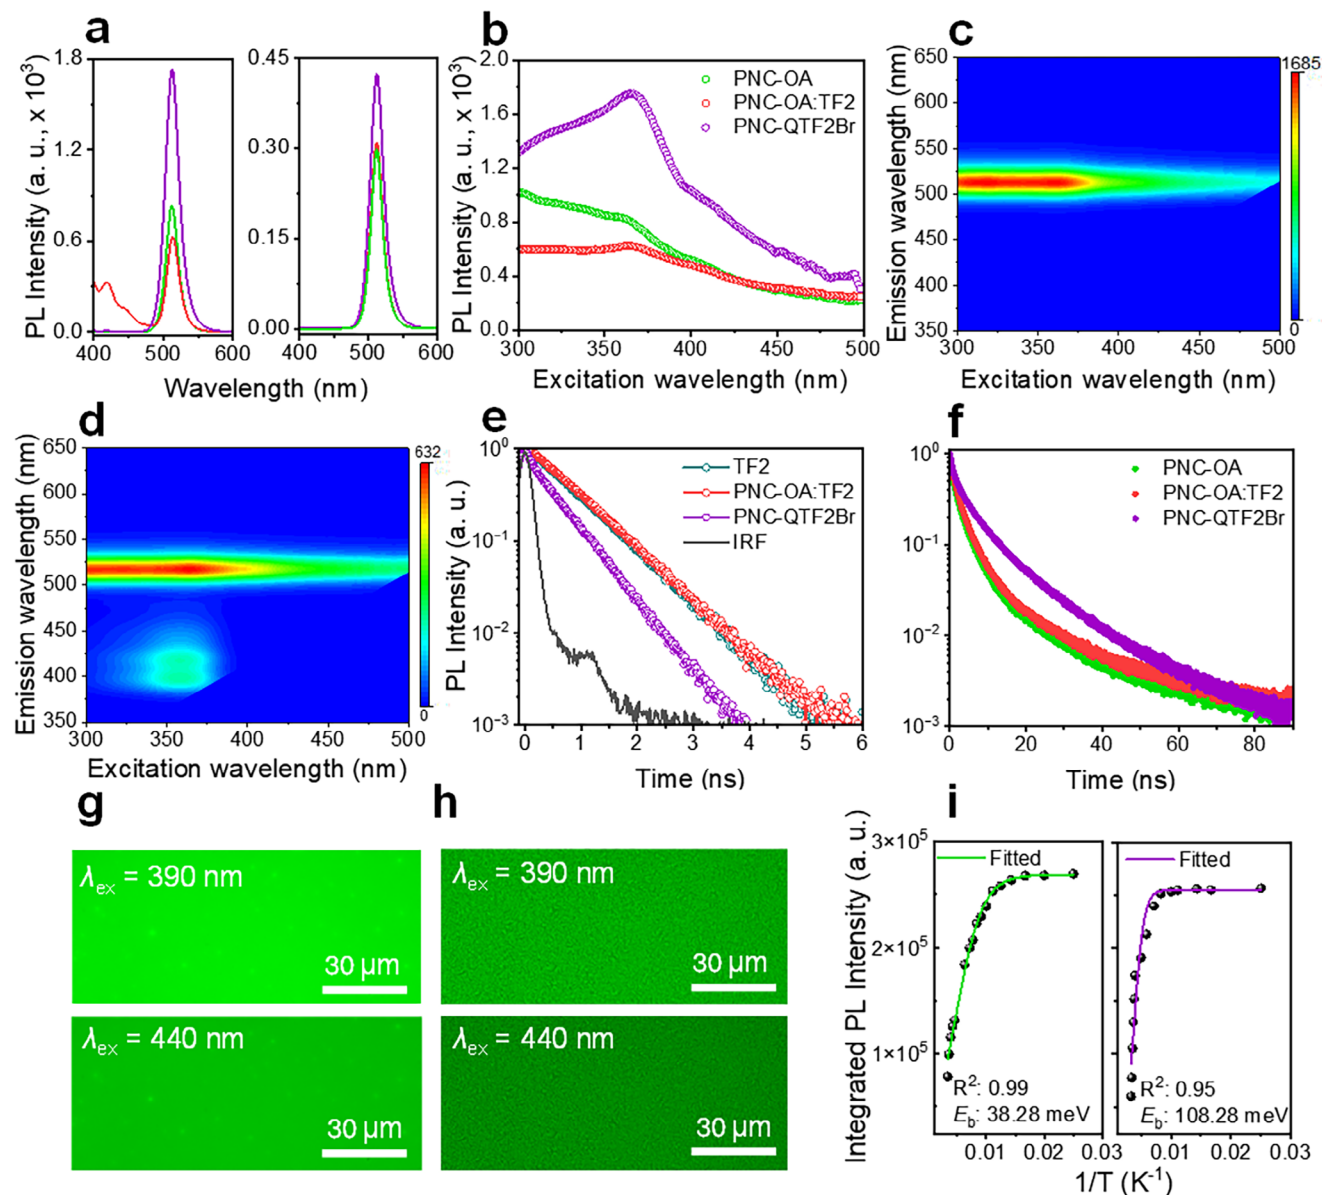 a
PL Intensity (a. u., x 10³)
1.8
1.2
0.6
0.0
400 500 600
0.45
0.30
0.15
0.00
400 500 600
Wavelength (nm)
b
PL Intensity (a. u., x 10³)
2.0
1.6
1.2
0.8
0.4
0.0
PNC-OA
PNC-OA:TF2
PNC-QTF2Br
300 350 400 450 500
Excitation wavelength (nm)
c
Emission wavelength (nm)
650
600
550
500
450
400
350
1685
0
300 350 400 450 500
Excitation wavelength (nm)
d
Emission wavelength (nm)
650
600
550
500
450
400
350
632
0
300 350 400 450 500
Excitation wavelength (nm)
e
PL Intensity (a. u.)
10⁰
10⁻¹
10⁻²
10⁻³
TF2
PNC-OA:TF2
PNC-QTF2Br
IRF
0 1 2 3 4 5 6
Time (ns)
f
10⁰
10⁻¹
10⁻²
10⁻³
PNC-OA
PNC-OA:TF2
PNC-QTF2Br
0 20 40 60 80
Time (ns)
g
λex = 390 nm
30 µm
λex = 440 nm
30 µm
h
λex = 390 nm
30 µm
λex = 440 nm
30 µm
i
Integrated PL Intensity (a. u.)
3×10⁵
2×10⁵
1×10⁵
Fitted
R²: 0.99
Eb: 38.28 meV
0.01 0.02 0.03
Fitted
R²: 0.95
Eb: 108.28 meV
0.01 0.02 0.03
1/T (K⁻¹)